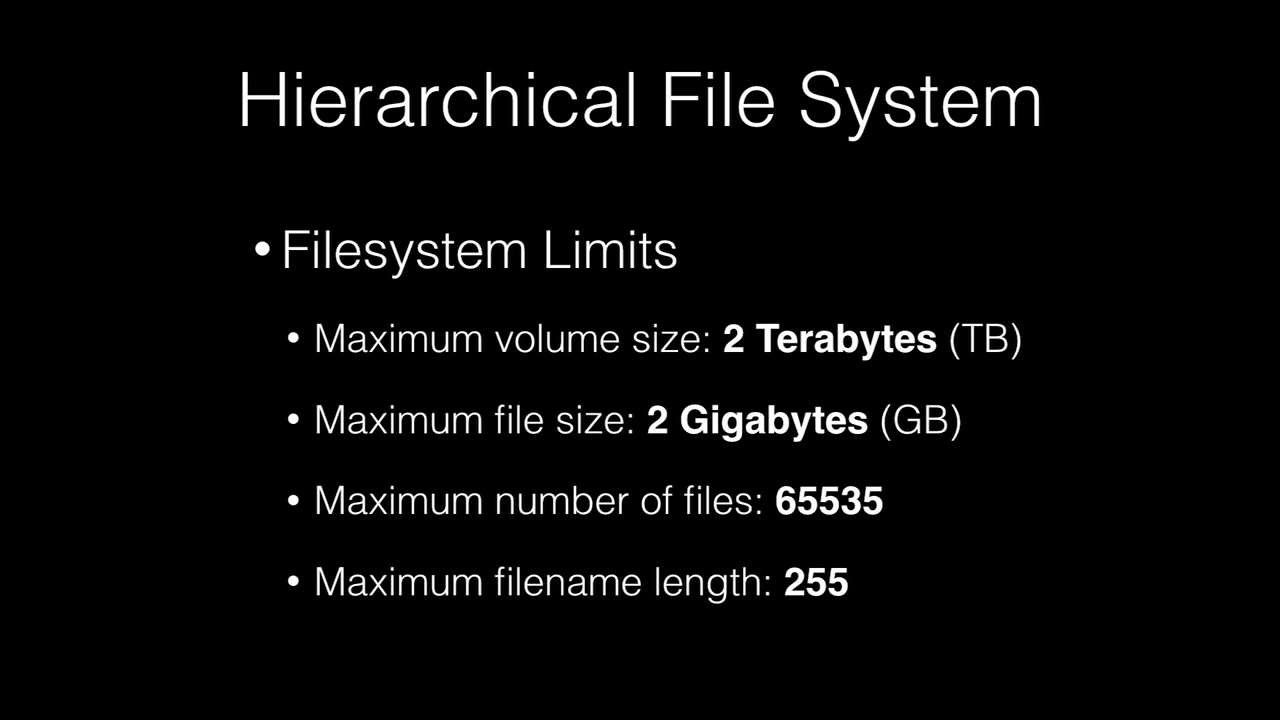 Hierarchical File System
• Filesystem Limits
• Maximum volume size: 2 Terabytes (TB)
• Maximum file size: 2 Gigabytes (GB)
• Maximum number of files: 65535
• Maximum filename length: 255